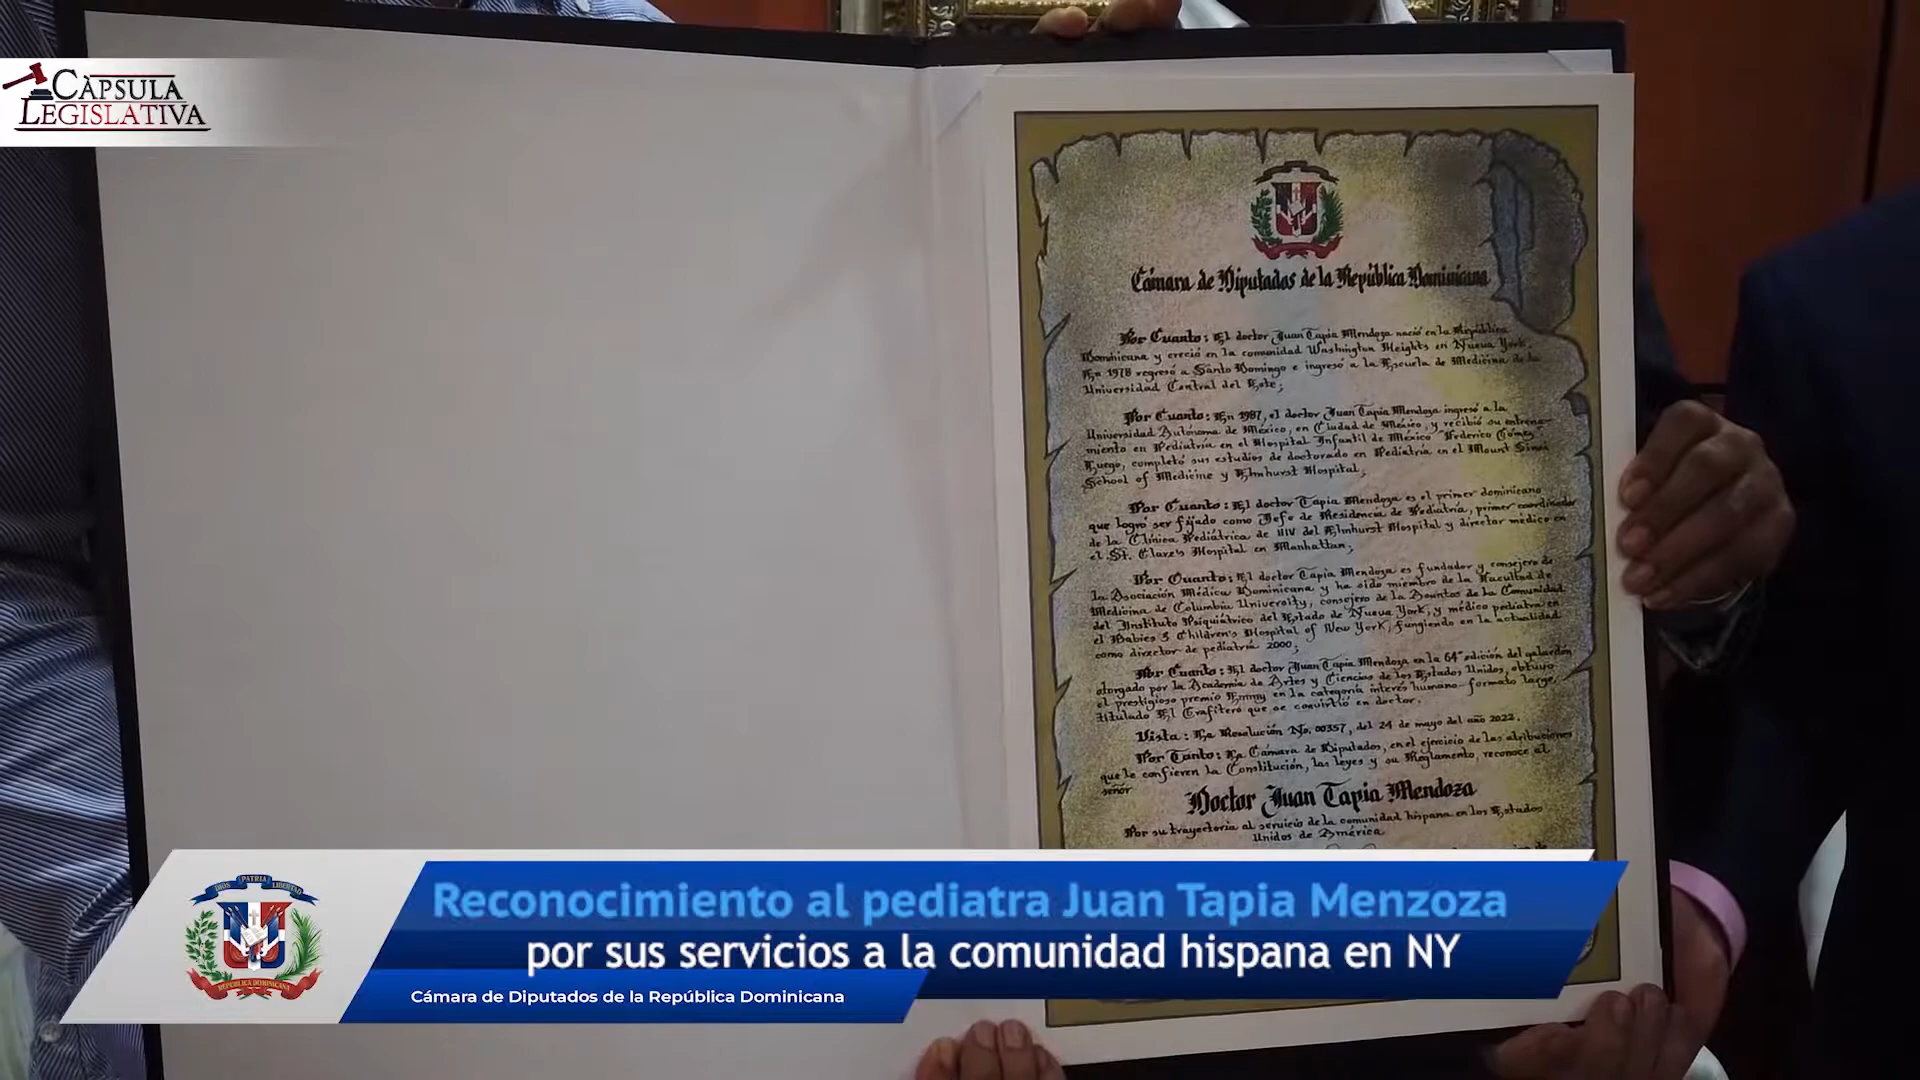 CÀPSULA
LEGISLATIVA
Cámara de Diputados de la República Dominicana
Por Cuanto: El doctor Juan Tapia Mendoza nació en la República
Dominicana y creció en la comunidad Washington Heights en Nueva York.
En 1978 regresó a Santo Domingo e ingresó a la Escuela de Medicina de la
Universidad Central del Este;
Por Cuanto: En 1987, el doctor Juan Tapia Mendoza ingresó a la
Universidad Autónoma de México, en Ciudad de México, y recibió su entrena-
miento en Pediatría en el Hospital Infantil de México "Federico Gómez"
Luego, completó sus estudios de doctorado en Pediatría en el Mount Sinai
School of Medicine y Elmhurst Hospital;
Por Cuanto: El doctor Tapia Mendoza es el primer dominicano
que logró ser fijado como Jefe de Residencia de Pediatría, primer coordinador
de la Clínica Pediátrica de HIV del Elmhurst Hospital y director médico en
el St. Clare's Hospital en Manhattan;
Por Cuanto: El doctor Tapia Mendoza es fundador y consejero de
la Asociación Médica Dominicana y ha sido miembro de la Facultad de
Medicina de Columbia University, consejero de la Asuntos de la Comunidad
del Instituto Psiquiátrico del Estado de Nueva York, y médico pediatra en
el Babies & Children's Hospital of New York, fungiendo en la actualidad
como director de pediatría 2000;
Por Cuanto: El doctor Juan Tapia Mendoza en la 64ª edición del galardón
otorgado por la Academia de Artes y Ciencias de los Estados Unidos, obtuvo
el prestigioso premio Emmy en la categoría interés humano-formato largo,
titulado El Grafitero que se convirtió en doctor.
Vista: La Resolución No. 00357, del 24 de mayo del año 2022.
Por Tanto: La Cámara de Diputados, en el ejercicio de las atribuciones
que le confieren la Constitución, las leyes y su Reglamento, reconoce al
señor
Doctor Juan Tapia Mendoza
Por su trayectoria al servicio de la comunidad hispana en los Estados
Unidos de América
DIOS PATRIA LIBERTAD
REPÚBLICA DOMINICANA
Reconocimiento al pediatra Juan Tapia Menzoza
por sus servicios a la comunidad hispana en NY
Cámara de Diputados de la República Dominicana